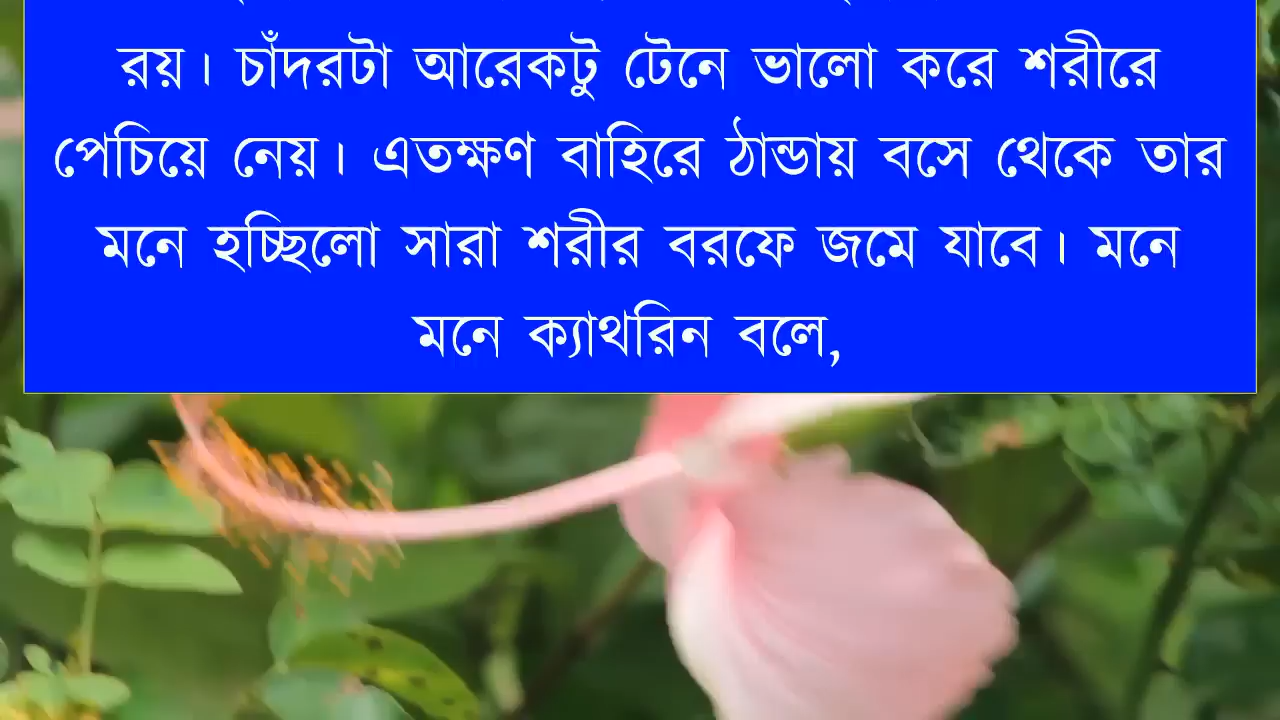 রয়। চাঁদরটা আরেকটু টেনে ভালো করে শরীরে
পেচিয়ে নেয়। এতক্ষণ বাহিরে ঠান্ডায় বসে থেকে তার
মনে হচ্ছিলো সারা শরীর বরফে জমে যাবে। মনে
মনে ক্যাথরিন বলে,